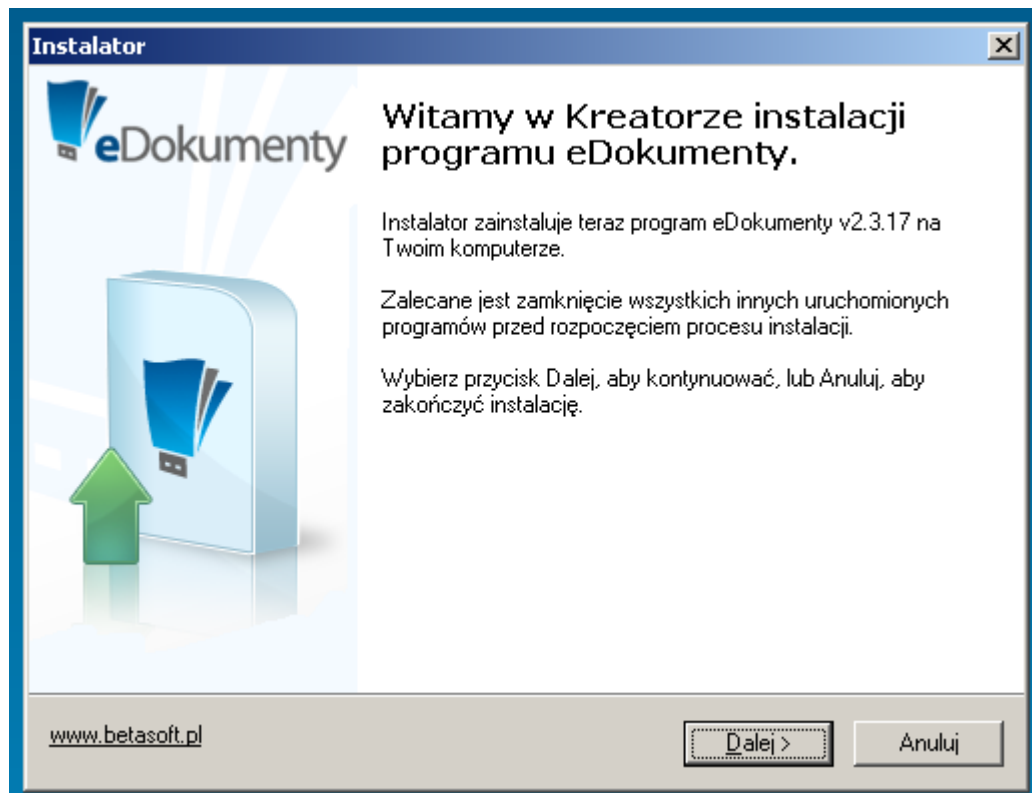 Instalator
eDokumenty
Witamy w Kreatorze instalacji
programu eDokumenty.
Instalator zainstaluje teraz program eDokumenty v2.3.17 na
Twoim komputerze.
Zalecane jest zamknięcie wszystkich innych uruchomionych
programów przed rozpoczęciem procesu instalacji.
Wybierz przycisk Dalej, aby kontynuować, lub Anuluj, aby
zakończyć instalację.
www.betasoft.pl
Dalej >
Anuluj